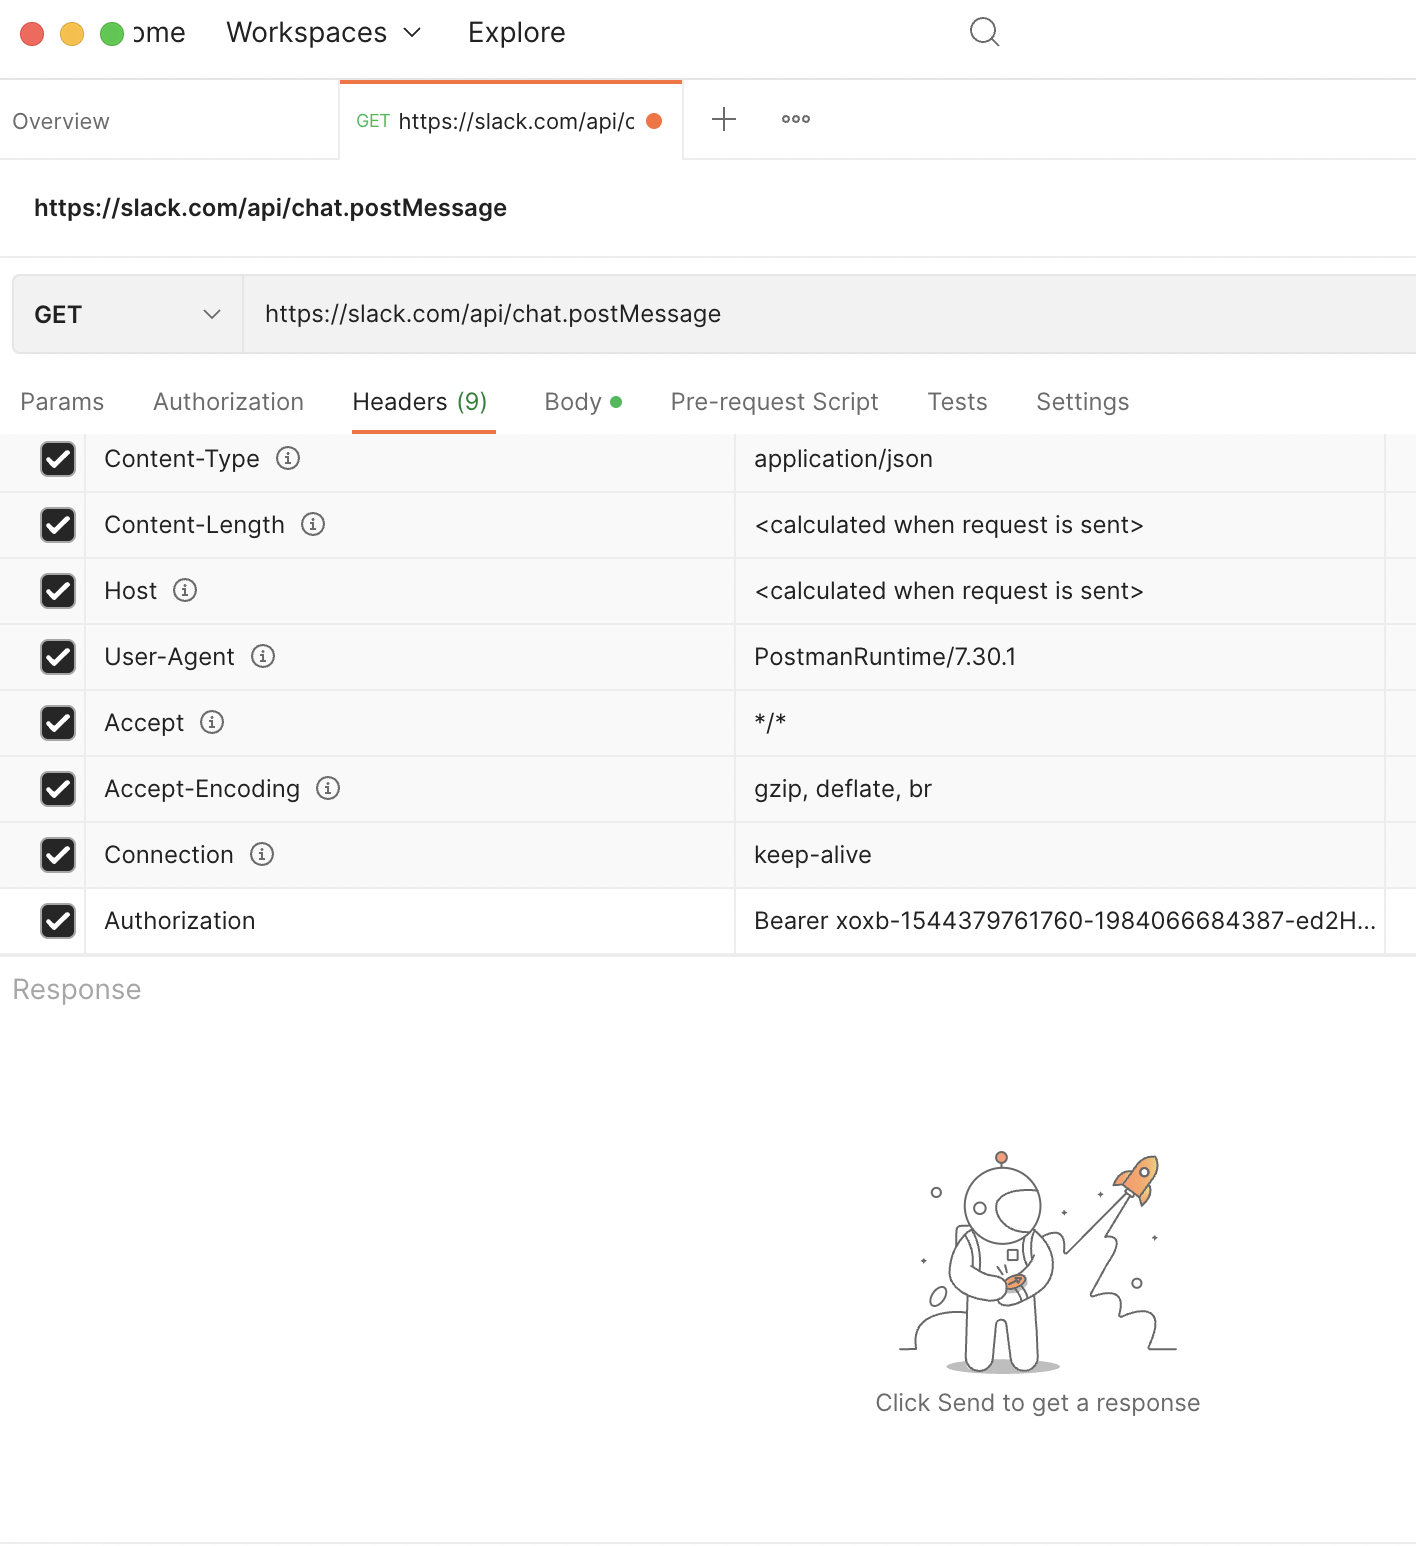 ome Workspaces Explore
Overview GET https://slack.com/api/c
https://slack.com/api/chat.postMessage
GET https://slack.com/api/chat.postMessage
Params Authorization Headers (9) Body Pre-request Script Tests Settings
Content-Type application/json
Content-Length <calculated when request is sent>
Host <calculated when request is sent>
User-Agent PostmanRuntime/7.30.1
Accept */*
Accept-Encoding gzip, deflate, br
Connection keep-alive
Authorization Bearer xoxb-1544379761760-1984066684387-ed2H...
Response
Click Send to get a response